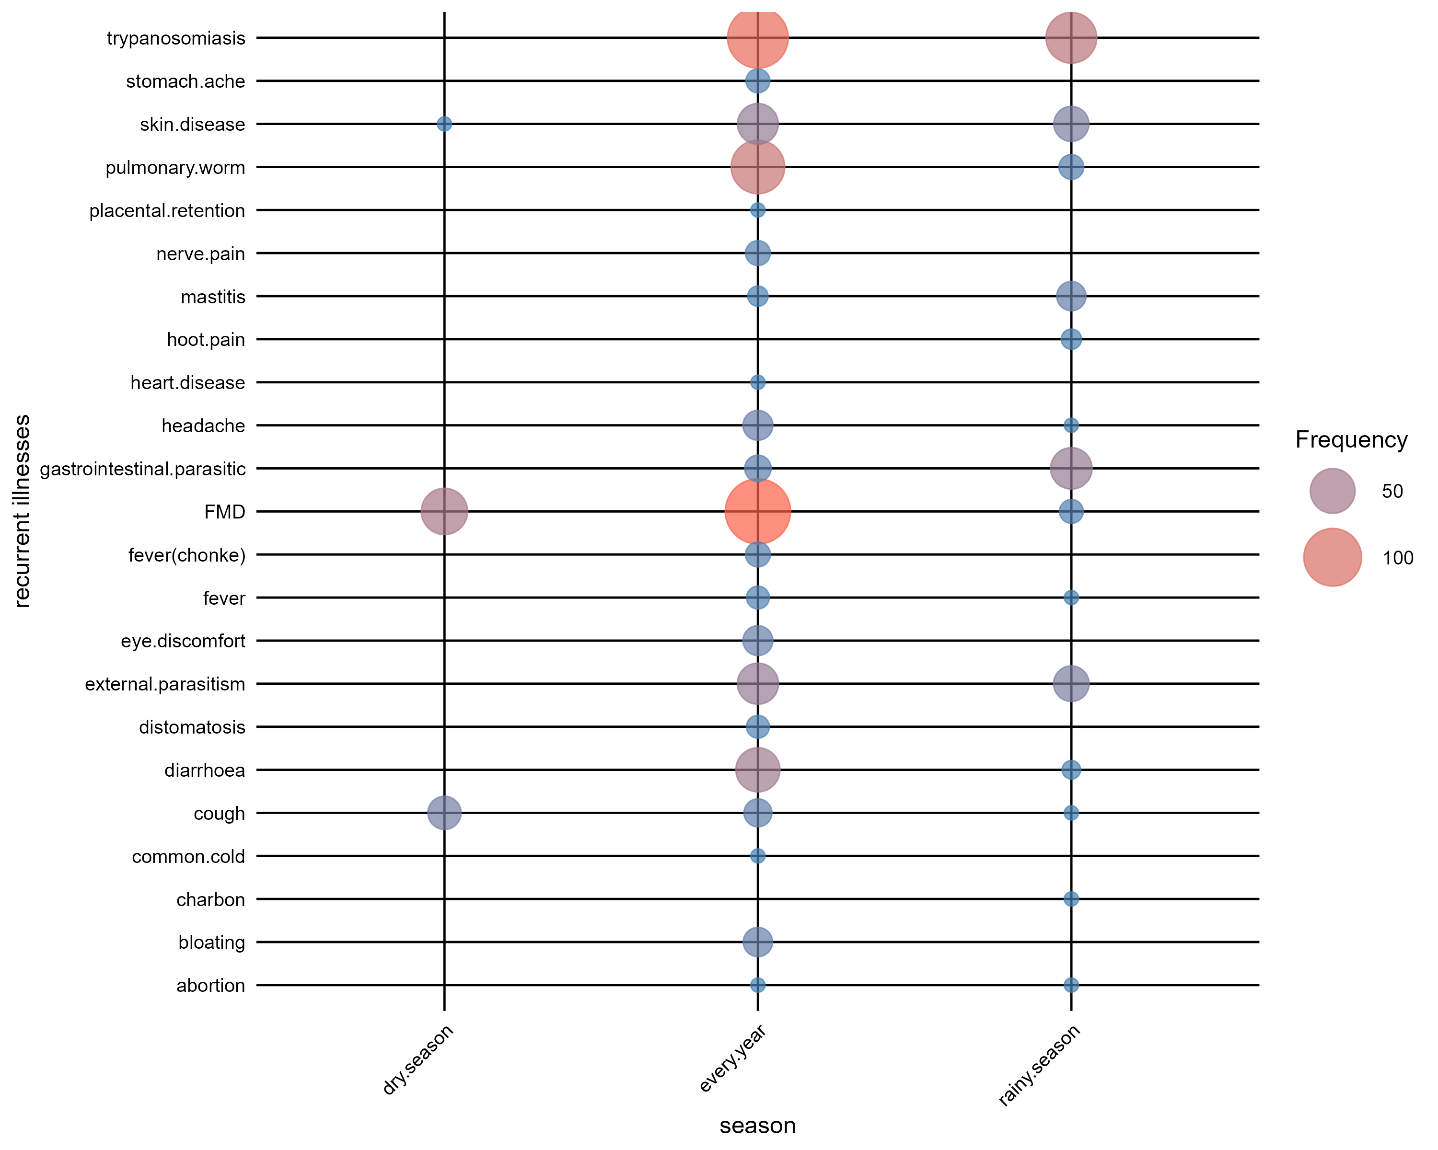 trypanosomiasis
stomach.ache
skin.disease
pulmonary.worm
placental.retention
nerve.pain
mastitis
hoot.pain
heart.disease
headache
gastrointestinal.parasitic
FMD
fever(chonke)
fever
eye.discomfort
external.parasitism
distomatosis
diarrhoea
cough
common.cold
charbon
bloating
abortion
recurrent illnesses
dry.season
every.year
rainy.season
season
Frequency
50
100